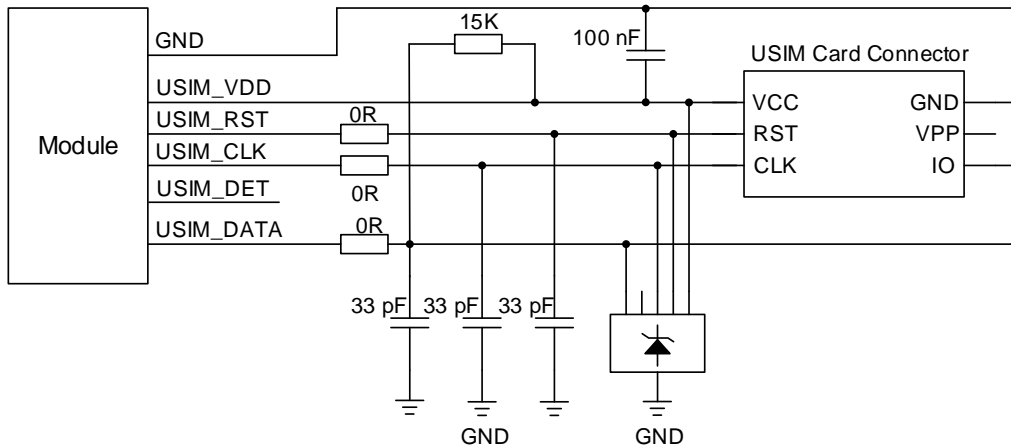 15K
GND
100 nF
USIM Card Connector
USIM_VDD
VCC
GND
USIM_RST
0R
RST
VPP
Module
USIM_CLK
CLK
IO
USIM_DET
0R
USIM_DATA
0R
33 pF
33 pF
33 pF
GND
GND